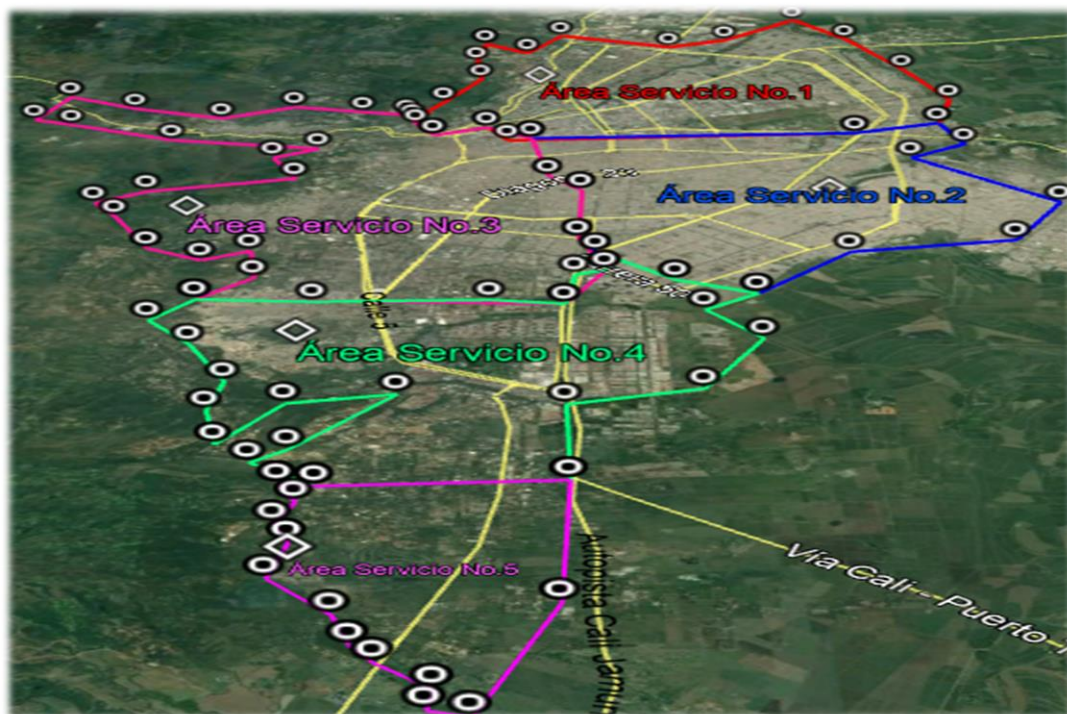 Área Servicio No.1
Área Servicio No.2
Área Servicio No.3
Calle 5
Área Servicio No.4
Área Servicio No.5
Autopista Cali Jamun
Vía Cali - Puerto